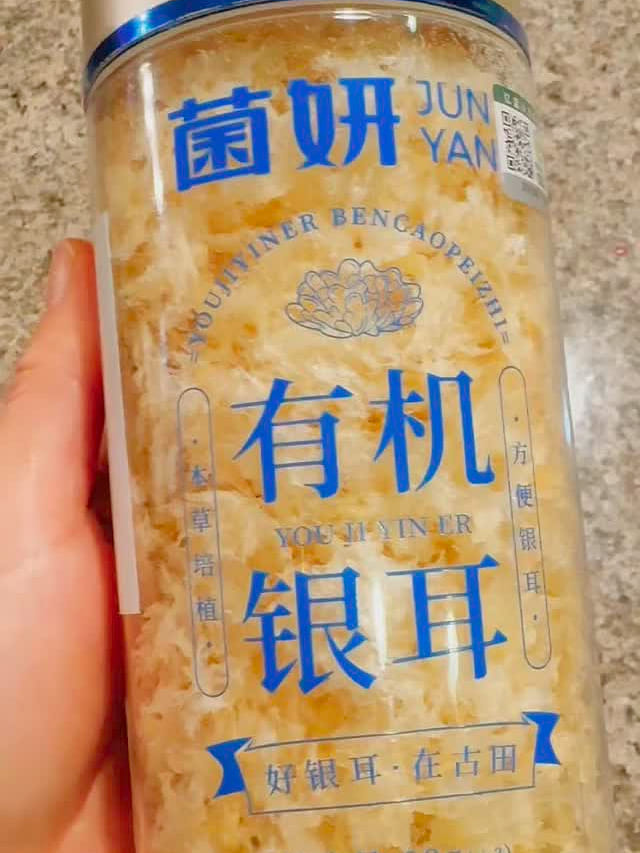 菌妍 JUN YAN
=YOUJIYINER BENCAOPEIZHI=
有机
YOU JI YIN ER
银耳
·本草培植·
·方便银耳·
好银耳·在古田